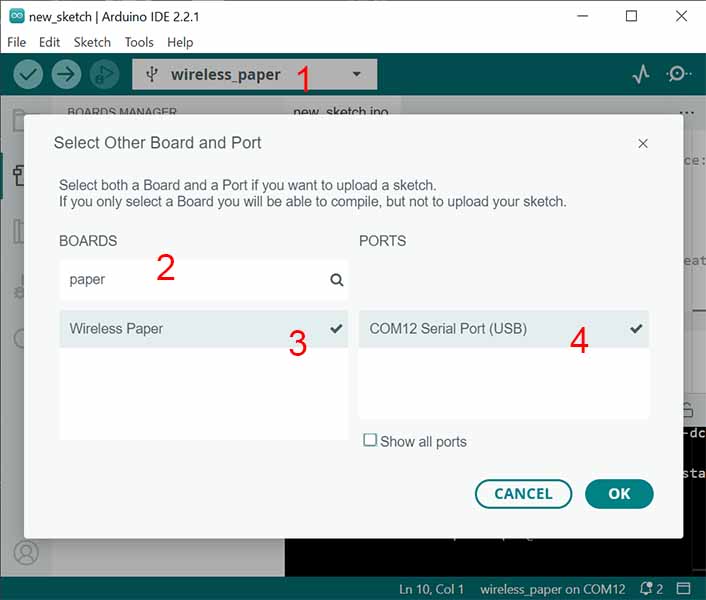 new_sketch | Arduino IDE 2.2.1
File Edit Sketch Tools Help
wireless_paper 1
BOARDS MANAGER
new_sketch.ino
Select Other Board and Port
Select both a Board and a Port if you want to upload a sketch.
If you only select a Board you will be able to compile, but not to upload your sketch.
BOARDS PORTS
paper 2
Wireless Paper 3
COM12 Serial Port (USB) 4
Show all ports
CANCEL OK
Ln 10, Col 1 wireless_paper on COM12 2